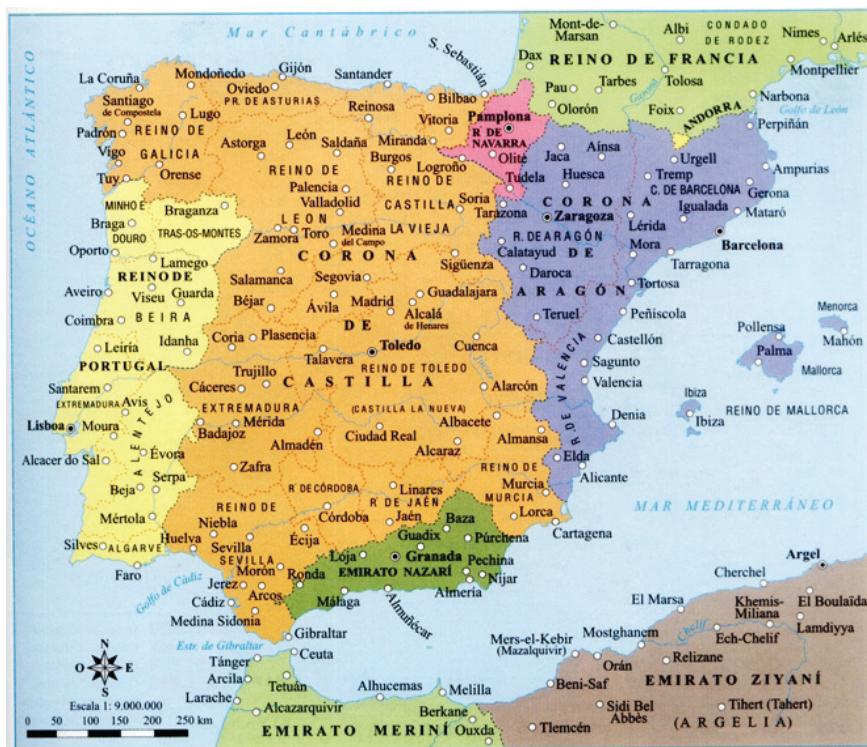 Mar Cantábrico
OCÉANO ATLÁNTICO
Mont-de-
Marsan
Albi
CONDADO
DE RODEZ
Nimes
Arlés
Dax
REINO DE FRANCIA
Montpellier
Pau
Tarbes
Tolosa
Garona
Olorón
Foix
ANDORRA
Narbona
Golfo de León
Perpiñán
La Coruña
Mondoñedo
Gijón
Santander
S. Sebastián
Oviedo
PR. DE ASTURIAS
Santiago
de Compostela
Lugo
Reinosa
Bilbao
Vitoria
Pamplona
Rº DE
NAVARRA
Padrón
REINO DE
León
Saldaña
Miranda
Astorga
Burgos
Olite
Jaca
Aínsa
Urgell
Vigo
GALICIA
REINO
DE
REINO
DE
Logroño
Tudela
Huesca
Tremp
Ampurias
Tuy
Orense
Palencia
C. DE BARCELONA
Gerona
Valladolid
CASTILLA
Soria
CORONA
Igualada
Mataró
MINHO E
DOURO
Braganza
Braga
TRAS-OS-MONTES
LEON
LA VIEJA
Tarazona
Zaragoza
Lérida
Zamora
Toro
Medina
del Campo
R. DE ARAGÓN
Mora
Barcelona
Oporto
Lamego
CORONA
Sigüenza
Calatayud
DE
Tarragona
REINO DE
Salamanca
Segovia
Daroca
Tortosa
Aveiro
Viseu
Guarda
Guadalajara
ARAGÓN
Béjar
Ávila
Madrid
Alcalá
de Henares
Teruel
Peñíscola
Menorca
BEIRA
Coimbra
DE
Pollensa
Mahón
Idanha
Coria
Plasencia
Cuenca
Júcar
Castellón
Leiría
Talavera
Toledo
Sagunto
Palma
Mallorca
PORTUGAL
Trujillo
REINO DE TOLEDO
Valencia
Santarem
Cáceres
CASTILLA
Alarcón
R. DE VALENCIA
Ibiza
EXTREMADURA
Avis
ALENTEJO
EXTREMADURA
(CASTILLA LA NUEVA)
REINO DE MALLORCA
Lisboa
Moura
Badajoz
Mérida
Albacete
Denia
Ibiza
Ciudad Real
Almansa
Alcacer do Sal
Évora
Almadén
Alcaraz
Zafra
Elda
Beja
Serpa
REINO DE
MURCIA
Murcia
Alicante
Rº DE CÓRDOBA
Linares
REINO DE
Rº DE JAÉN
MAR MEDITERRÁNEO
Mértola
Niebla
Córdoba
Jaén
Lorca
Baza
Cartagena
Silves
ALGARVE
Huelva
Sevilla
Écija
Guadix
Púrchena
SEVILLA
Loja
Granada
Pechina
Faro
Morón
Ronda
EMIRATO NAZARÍ
Argel
Golfo de Cádiz
Jerez
Arcos
Níjar
Cherchel
Málaga
Almería
Cádiz
Almuñécar
El Marsa
Khemis-
Miliana
El Boulaïda
Medina Sidonia
Gibraltar
Mers-el-Kebir
(Mazalquivir)
Mostghanem
Chelif
Ech-Chelif
Lamdiyya
Estr. de Gibraltar
Ceuta
N
O
E
S
Tánger
Orán
Relizane
Arcila
Tetuán
Alhucemas
Melilla
Beni-Saf
EMIRATO ZIYANÍ
Escala 1: 9.000.000
Larache
Alcazarquivir
Berkane
Sidi Bel
Abbès
Tihert (Tahert)
0 50 100 150 200 250 km
EMIRATO MERINÍ
Ouxda
Tlemcén
(ARGELIA)